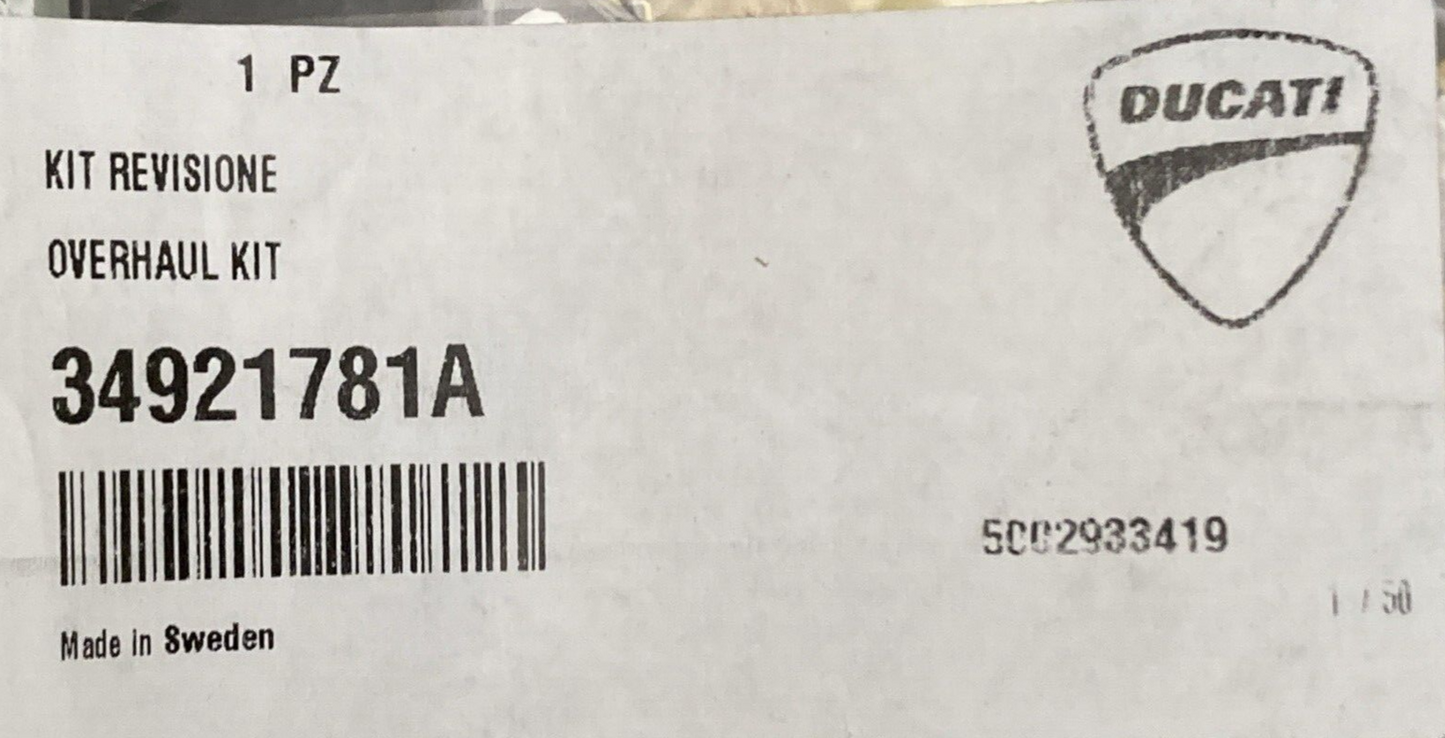 1 PZ
DUCATI
KIT REVISIONE
OVERHAUL KIT
34921781A
5002933419
1 / 50
Made in Sweden